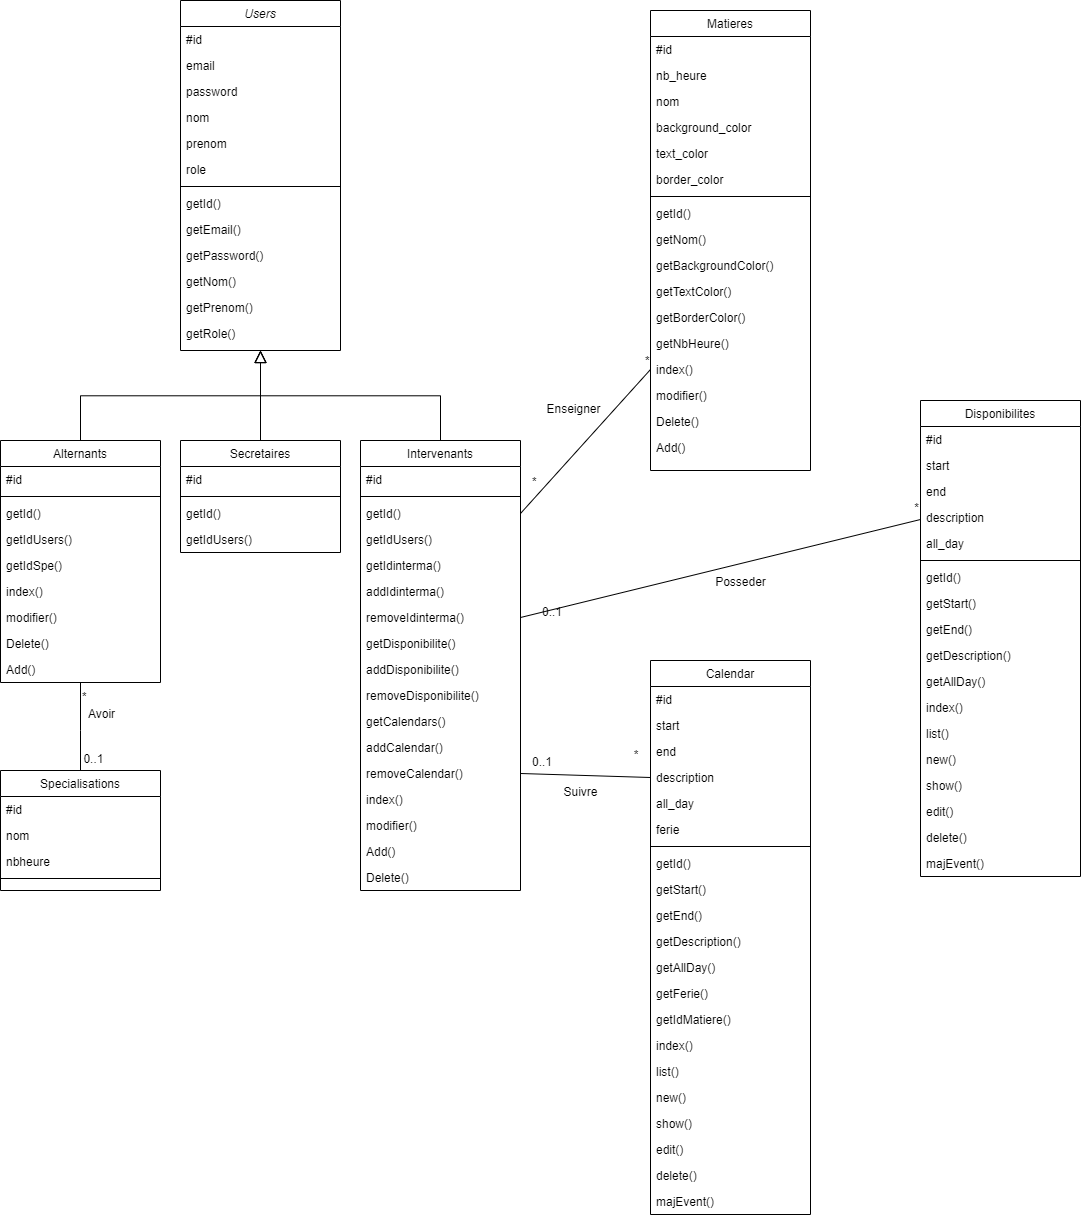 Users
#id
email
password
nom
prenom
role
getId()
getEmail()
getPassword()
getNom()
getPrenom()
getRole()
Matieres
#id
nb_heure
nom
background_color
text_color
border_color
getId()
getNom()
getBackgroundColor()
getTextColor()
getBorderColor()
getNbHeure()
index()
modifier()
Delete()
Add()
*
Enseigner
*
Alternants
#id
getId()
getIdUsers()
getIdSpe()
index()
modifier()
Delete()
Add()
*
Avoir
0..1
Specialisations
#id
nom
nbheure
Secretaires
#id
getId()
getIdUsers()
Intervenants
#id
getId()
getIdUsers()
getIdinterma()
addIdinterma()
removeIdinterma()
getDisponibilite()
addDisponibilite()
removeDisponibilite()
getCalendars()
addCalendar()
removeCalendar()
index()
modifier()
Add()
Delete()
*
Posseder
0..1
Disponibilites
#id
start
end
description
all_day
getId()
getStart()
getEnd()
getDescription()
getAllDay()
index()
list()
new()
show()
edit()
delete()
majEvent()
0..1
*
Suivre
Calendar
#id
start
end
description
all_day
ferie
getId()
getStart()
getEnd()
getDescription()
getAllDay()
getFerie()
getIdMatiere()
index()
list()
new()
show()
edit()
delete()
majEvent()